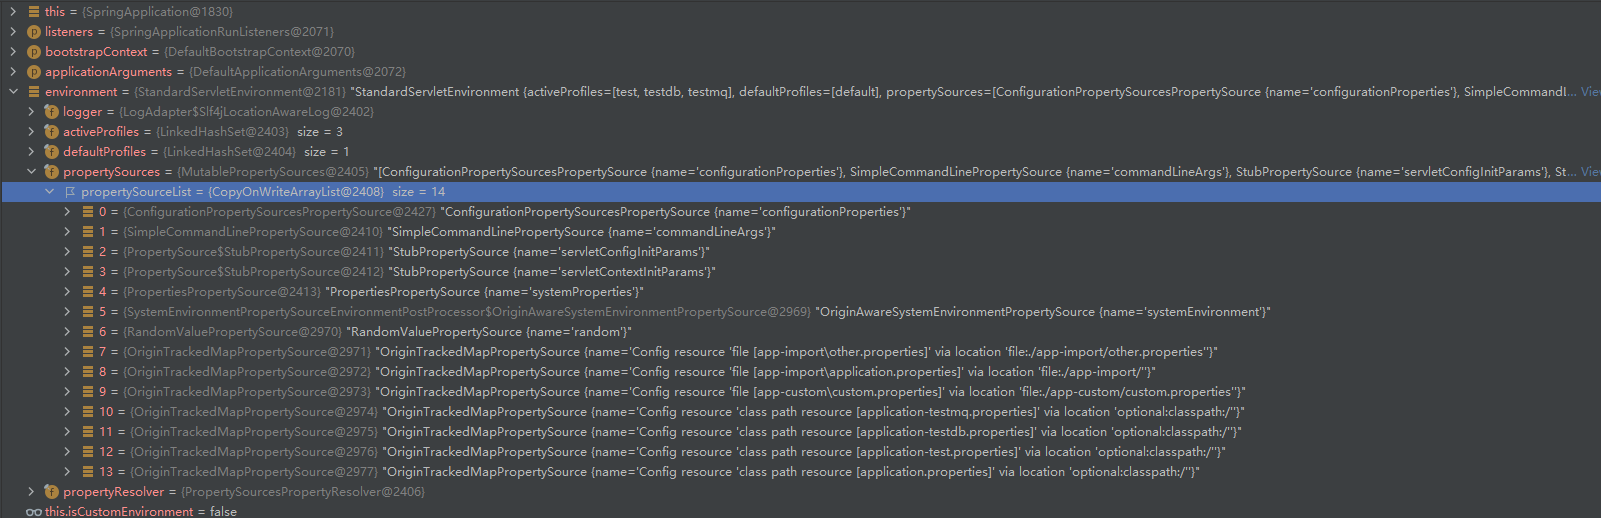 this = {SpringApplication@1830}
p listeners = {SpringApplicationRunListeners@2071}
p bootstrapContext = {DefaultBootstrapContext@2070}
p applicationArguments = {DefaultApplicationArguments@2072}
environment = {StandardServletEnvironment@2181} "StandardServletEnvironment {activeProfiles=[test, testdb, testmq], defaultProfiles=[default], propertySources=[ConfigurationPropertySourcesPropertySource {name='configurationProperties'}, SimpleCommandL... View
f logger = {LogAdapter$Slf4jLocationAwareLog@2402}
f activeProfiles = {LinkedHashSet@2403} size = 3
f defaultProfiles = {LinkedHashSet@2404} size = 1
f propertySources = {MutablePropertySources@2405} "[ConfigurationPropertySourcesPropertySource {name='configurationProperties'}, SimpleCommandLinePropertySource {name='commandLineArgs'}, StubPropertySource {name='servletConfigInitParams'}, St... View
propertySourceList = {CopyOnWriteArrayList@2408} size = 14
0 = {ConfigurationPropertySourcesPropertySource@2427} "ConfigurationPropertySourcesPropertySource {name='configurationProperties'}"
1 = {SimpleCommandLinePropertySource@2410} "SimpleCommandLinePropertySource {name='commandLineArgs'}"
2 = {PropertySource$StubPropertySource@2411} "StubPropertySource {name='servletConfigInitParams'}"
3 = {PropertySource$StubPropertySource@2412} "StubPropertySource {name='servletContextInitParams'}"
4 = {PropertiesPropertySource@2413} "PropertiesPropertySource {name='systemProperties'}"
5 = {SystemEnvironmentPropertySourceEnvironmentPostProcessor$OriginAwareSystemEnvironmentPropertySource@2969} "OriginAwareSystemEnvironmentPropertySource {name='systemEnvironment'}"
6 = {RandomValuePropertySource@2970} "RandomValuePropertySource {name='random'}"
7 = {OriginTrackedMapPropertySource@2971} "OriginTrackedMapPropertySource {name='Config resource 'file [app-import\other.properties]' via location 'file:./app-import/other.properties''}"
8 = {OriginTrackedMapPropertySource@2972} "OriginTrackedMapPropertySource {name='Config resource 'file [app-import\application.properties]' via location 'file:./app-import/''}"
9 = {OriginTrackedMapPropertySource@2973} "OriginTrackedMapPropertySource {name='Config resource 'file [app-custom\custom.properties]' via location 'file:./app-custom/custom.properties''}"
10 = {OriginTrackedMapPropertySource@2974} "OriginTrackedMapPropertySource {name='Config resource 'class path resource [application-testmq.properties]' via location 'optional:classpath:/''}"
11 = {OriginTrackedMapPropertySource@2975} "OriginTrackedMapPropertySource {name='Config resource 'class path resource [application-testdb.properties]' via location 'optional:classpath:/''}"
12 = {OriginTrackedMapPropertySource@2976} "OriginTrackedMapPropertySource {name='Config resource 'class path resource [application-test.properties]' via location 'optional:classpath:/''}"
13 = {OriginTrackedMapPropertySource@2977} "OriginTrackedMapPropertySource {name='Config resource 'class path resource [application.properties]' via location 'optional:classpath:/''}"
f propertyResolver = {PropertySourcesPropertyResolver@2406}
this.isCustomEnvironment = false